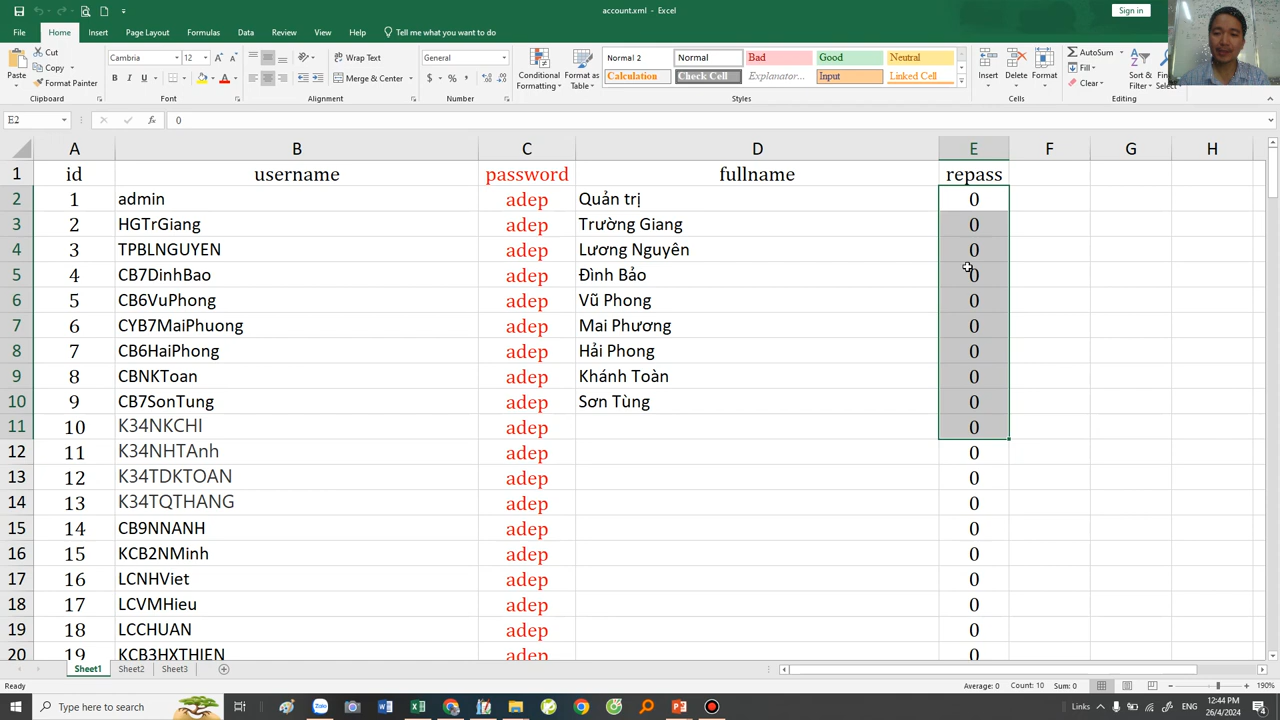 account.xml - Excel
Sign in
File Home Insert Page Layout Formulas Data Review View Help Tell me what you want to do
Paste
Cut
Copy
Format Painter
Clipboard
Cambria 12
B I U
Font
Wrap Text
Merge & Center
Alignment
General
$ % ,
Number
Conditional Formatting
Format as Table
Normal 2 Normal Bad Good Neutral
Calculation Check Cell Explanator... Input Linked Cell
Styles
Insert Delete Format
Cells
AutoSum
Fill
Clear
Sort & Filter
Editing
E2 fx 0
A B C D E F G H
1 id username password fullname repass
2 1 admin adep Quản trị 0
3 2 HGTrGiang adep Trường Giang 0
4 3 TPBLNGUYEN adep Lương Nguyên 0
5 4 CB7DinhBao adep Đình Bảo 0
6 5 CB6VuPhong adep Vũ Phong 0
7 6 CYB7MaiPhuong adep Mai Phương 0
8 7 CB6HaiPhong adep Hải Phong 0
9 8 CBNKToan adep Khánh Toàn 0
10 9 CB7SonTung adep Sơn Tùng 0
11 10 K34NKCHI adep 0
12 11 K34NHTAnh adep 0
13 12 K34TDKTOAN adep 0
14 13 K34TQTHANG adep 0
15 14 CB9NNANH adep 0
16 15 KCB2NMinh adep 0
17 16 LCNHViet adep 0
18 17 LCVMHieu adep 0
19 18 LCCHUAN adep 0
20 19 KCB3HXTHIEN adep 0
Sheet1 Sheet2 Sheet3
Ready Average: 0 Count: 10 Sum: 0 190%
Type here to search
Zalo
Links ENG 12:44 PM
26/4/2024